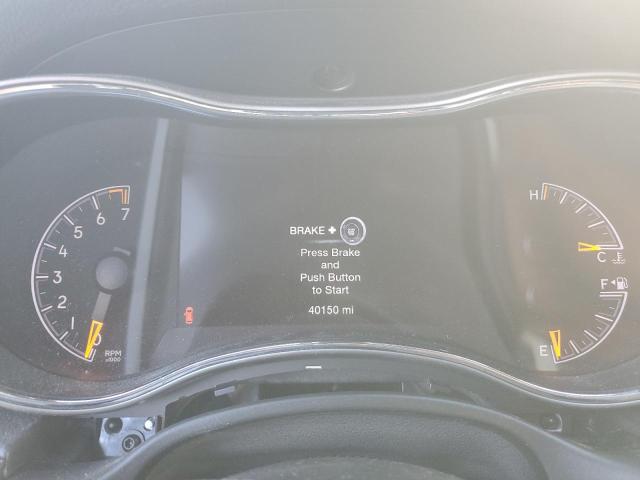 7
6
5
4
3
2
1
0
RPM
x1000
BRAKE +
Press Brake
and
Push Button
to Start
40150 mi
H
C
F
E